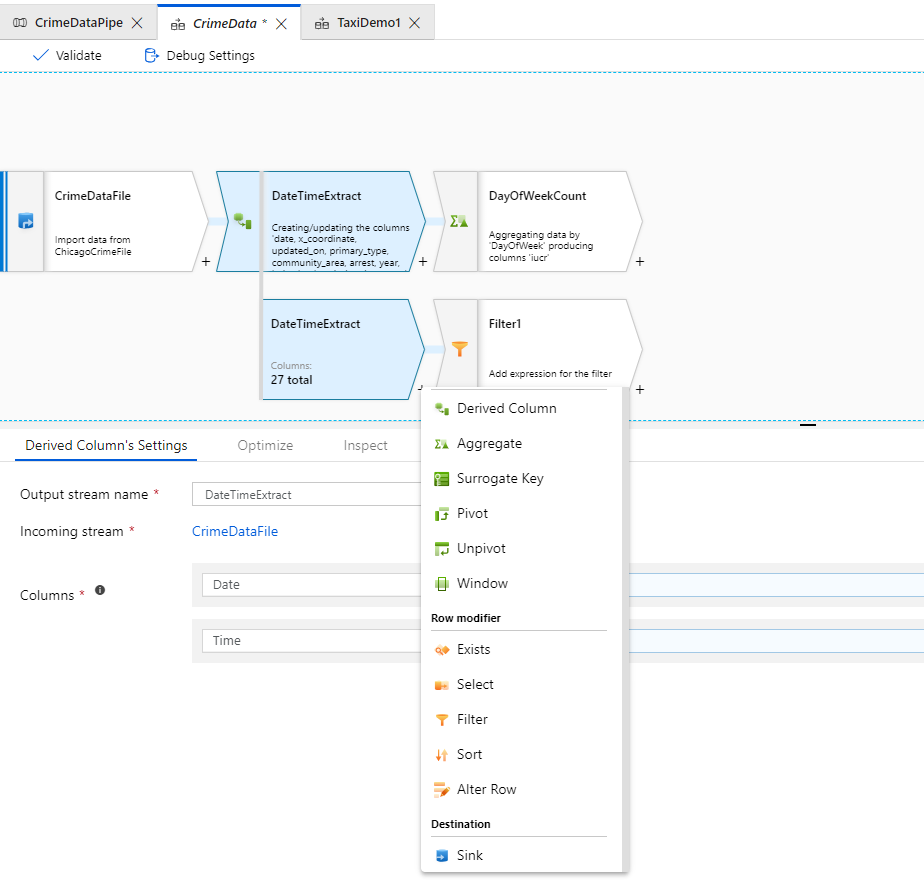 CrimeDataPipe
CrimeData *
TaxiDemo1
Validate
Debug Settings
CrimeDataFile
Import data from
ChicagoCrimeFile
+
DateTimeExtract
Creating/updating the columns
'date, x_coordinate,
updated_on, primary_type,
community_area, arrest, year,
+
DayOfWeekCount
Aggregating data by
'DayOfWeek' producing
columns 'iucr'
+
DateTimeExtract
Columns:
27 total
Filter1
Add expression for the filter
+
Derived Column's Settings
Optimize
Inspect
Output stream name *
DateTimeExtract
Incoming stream *
CrimeDataFile
Columns *
Date
Time
Derived Column
Aggregate
Surrogate Key
Pivot
Unpivot
Window
Row modifier
Exists
Select
Filter
Sort
Alter Row
Destination
Sink